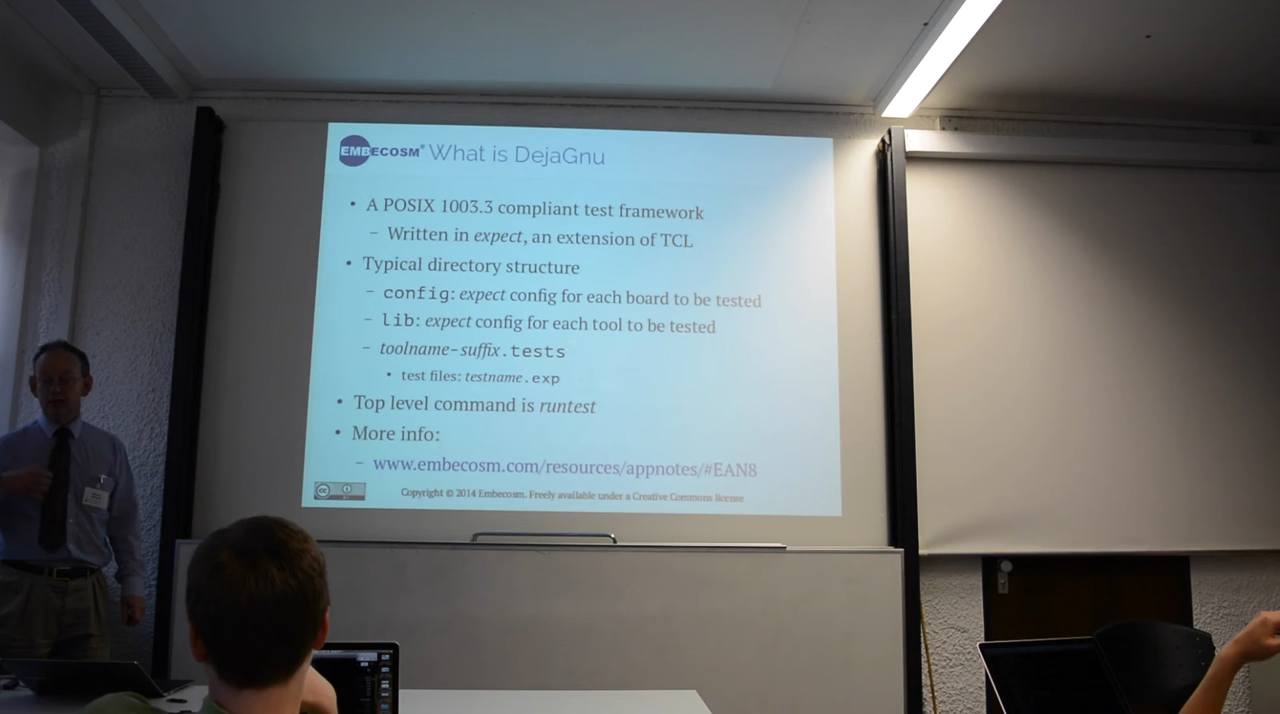 EMBECOSM® What is DejaGnu
• A POSIX 1003.3 compliant test framework
– Written in expect, an extension of TCL
• Typical directory structure
– config: expect config for each board to be tested
– lib: expect config for each tool to be tested
– toolname-suffix.tests
• test files: testname.exp
• Top level command is runtest
• More info:
– www.embecosm.com/resources/appnotes/#EAN8
Copyright © 2014 Embecosm. Freely available under a Creative Commons license